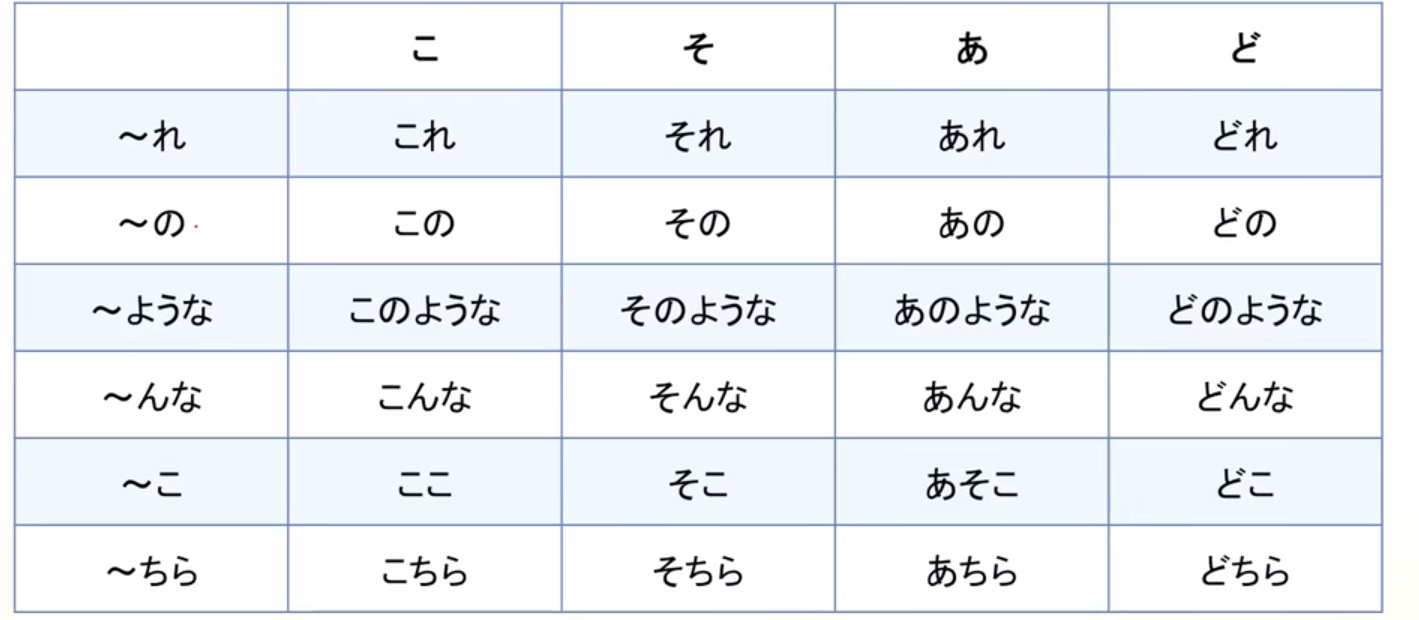 こ そ あ ど
～れ これ それ あれ どれ
～の この その あの どの
～ような このような そのような あのような どのような
～んな こんな そんな あんな どんな
～こ ここ そこ あそこ どこ
～ちら こちら そちら あちら どちら